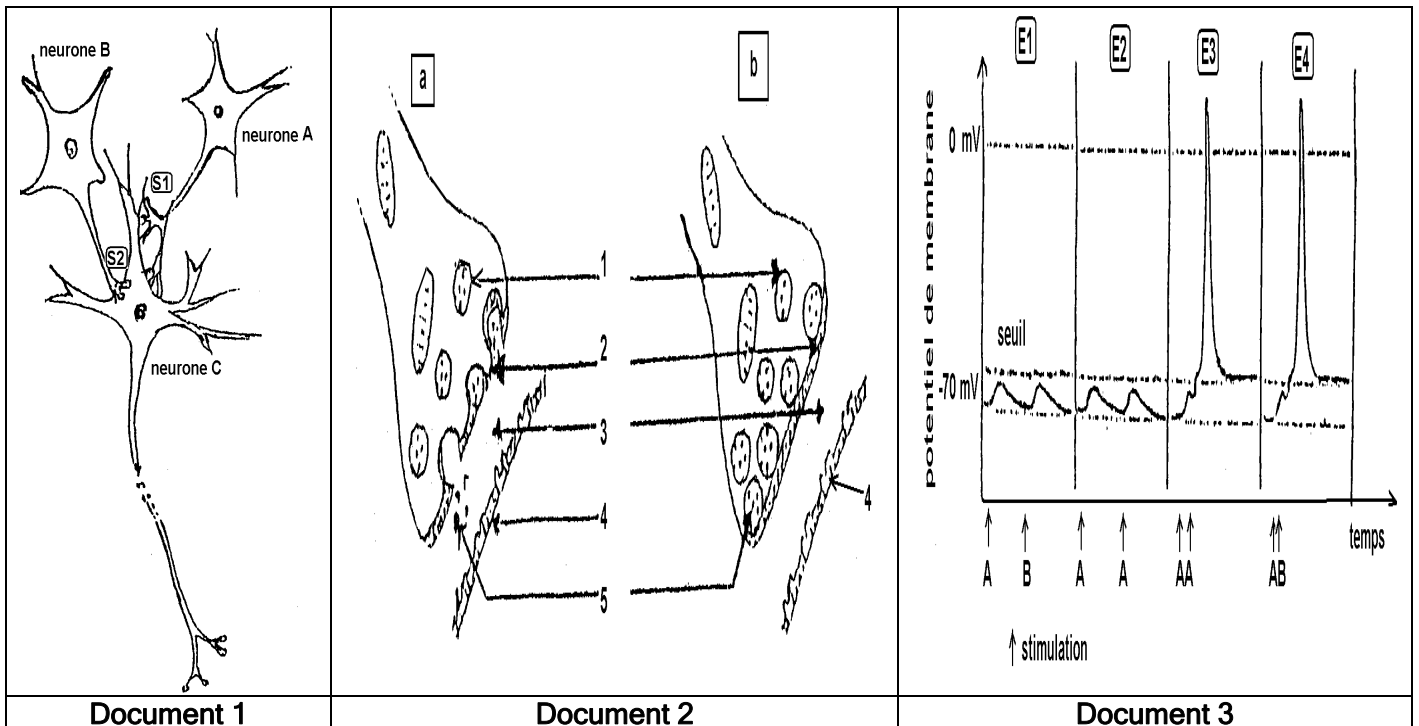 neurone B
neurone A
S1
S2
neurone C
Document 1
a
b
1
2
3
4
4
5
Document 2
E1
E2
E3
E4
potentiel de membrane
0 mV
seuil
-70 mV
A B A A AA AB
temps
stimulation
Document 3